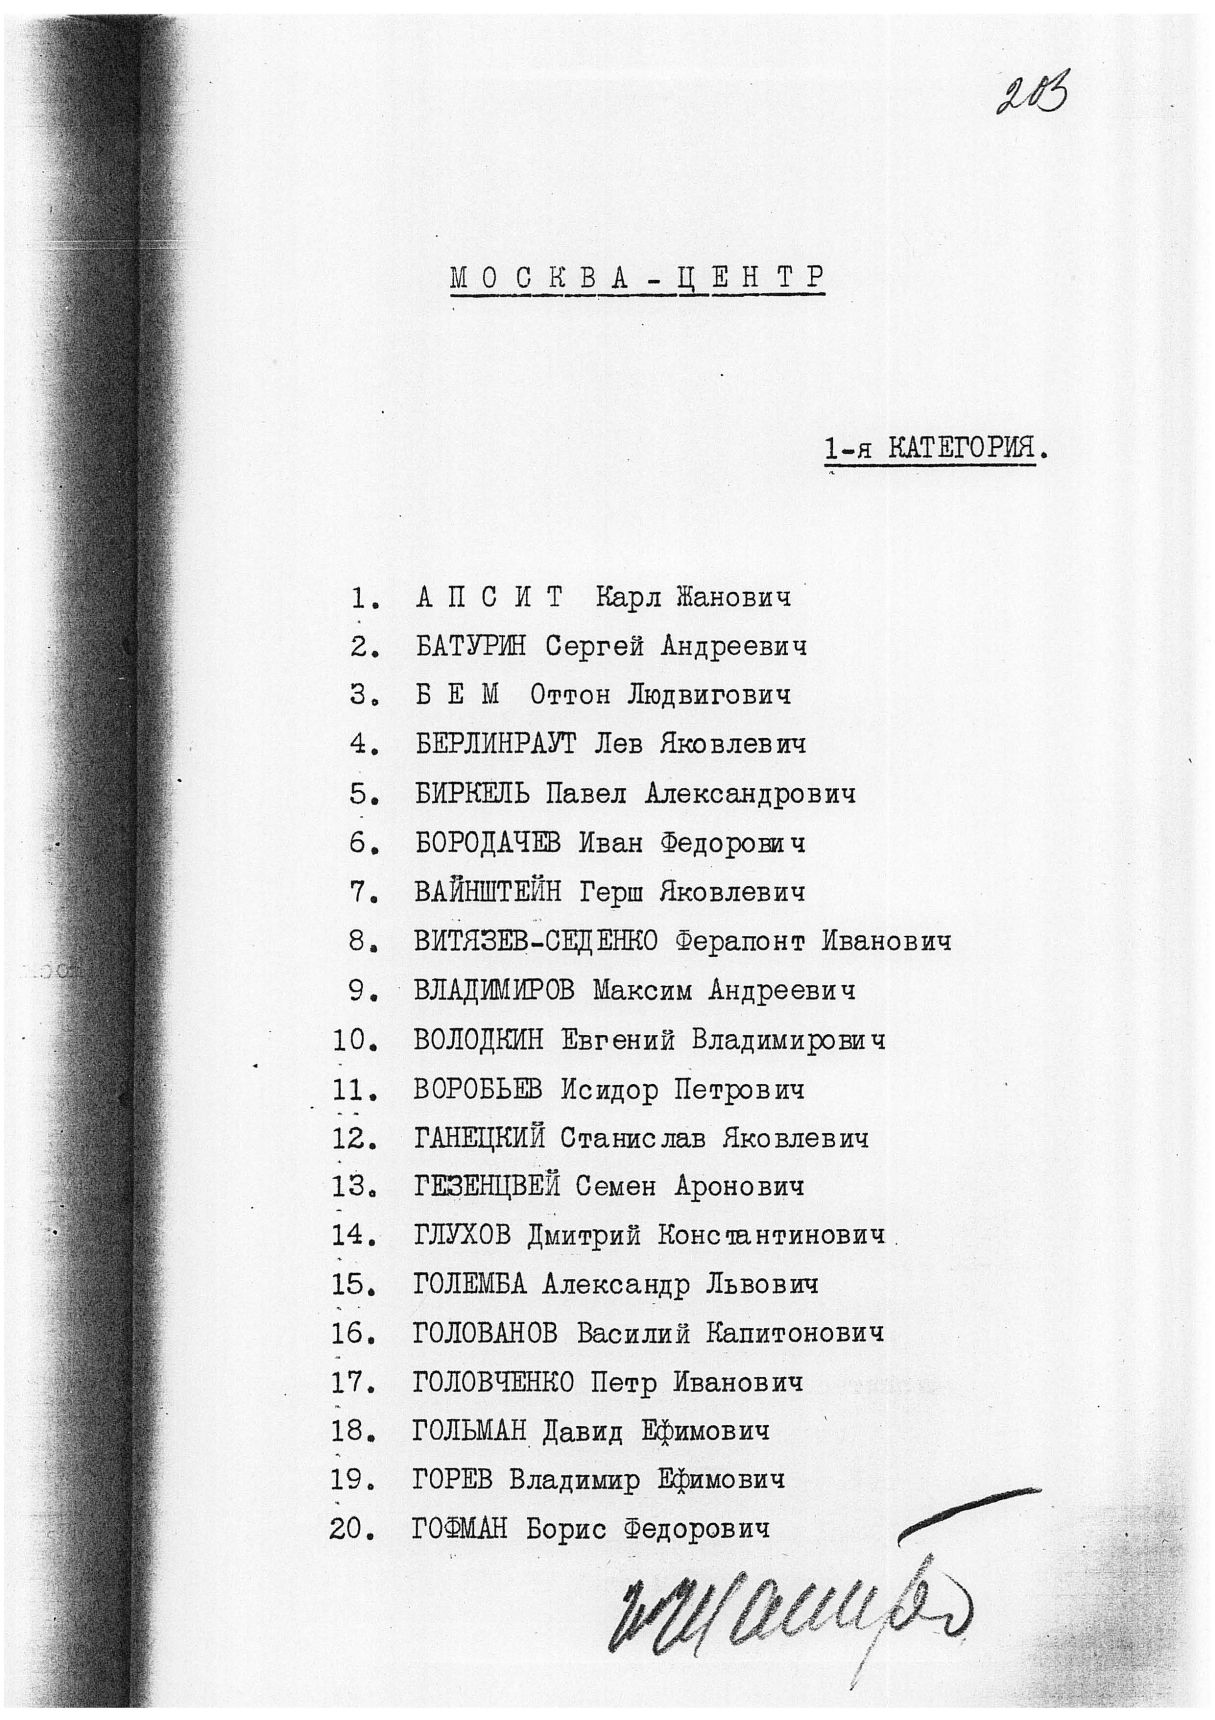 203
МОСКВА-ЦЕНТР
1-я КАТЕГОРИЯ.
1. АПСИТ Карл Жанович
2. БАТУРИН Сергей Андреевич
3. БЕМ Оттон Людвигович
4. БЕРЛИНРАУТ Лев Яковлевич
5. БИРКЕЛЬ Павел Александрович
6. БОРОДАЧЕВ Иван Федорович
7. ВАЙНШТЕЙН Герш Яковлевич
8. ВИТЯЗЕВ-СЕДЕНКО Ферапонт Иванович
9. ВЛАДИМИРОВ Максим Андреевич
10. ВОЛОДКИН Евгений Владимирович
11. ВОРОБЬЕВ Исидор Петрович
12. ГАНЕЦКИЙ Станислав Яковлевич
13. ГЕЗЕНЦВЕЙ Семен Аронович
14. ГЛУХОВ Дмитрий Константинович
15. ГОЛЕМБА Александр Львович
16. ГОЛОВАНОВ Василий Капитонович
17. ГОЛОВЧЕНКО Петр Иванович
18. ГОЛЬМАН Давид Ефимович
19. ГОРЕВ Владимир Ефимович
20. ГОФМАН Борис Федорович